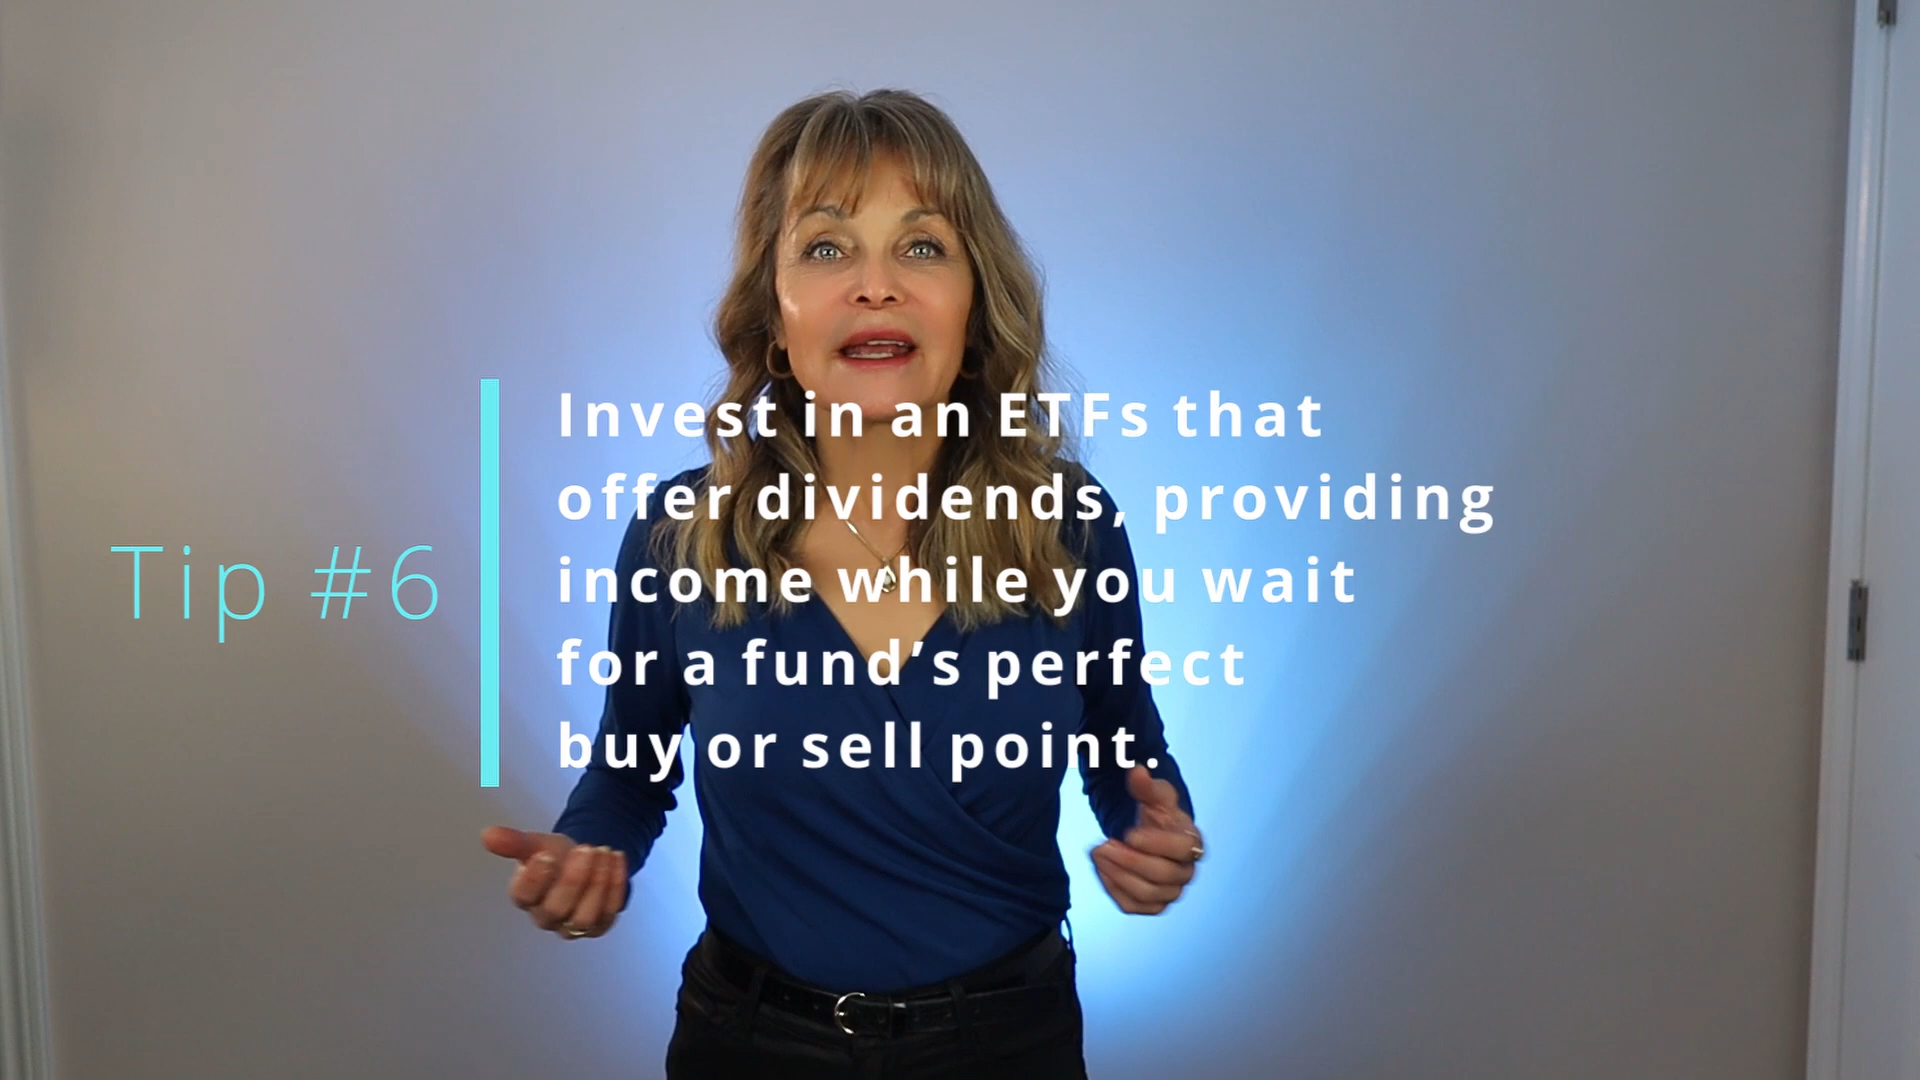 Tip #6
Invest in an ETFs that
offer dividends, providing
income while you wait
for a fund’s perfect
buy or sell point.